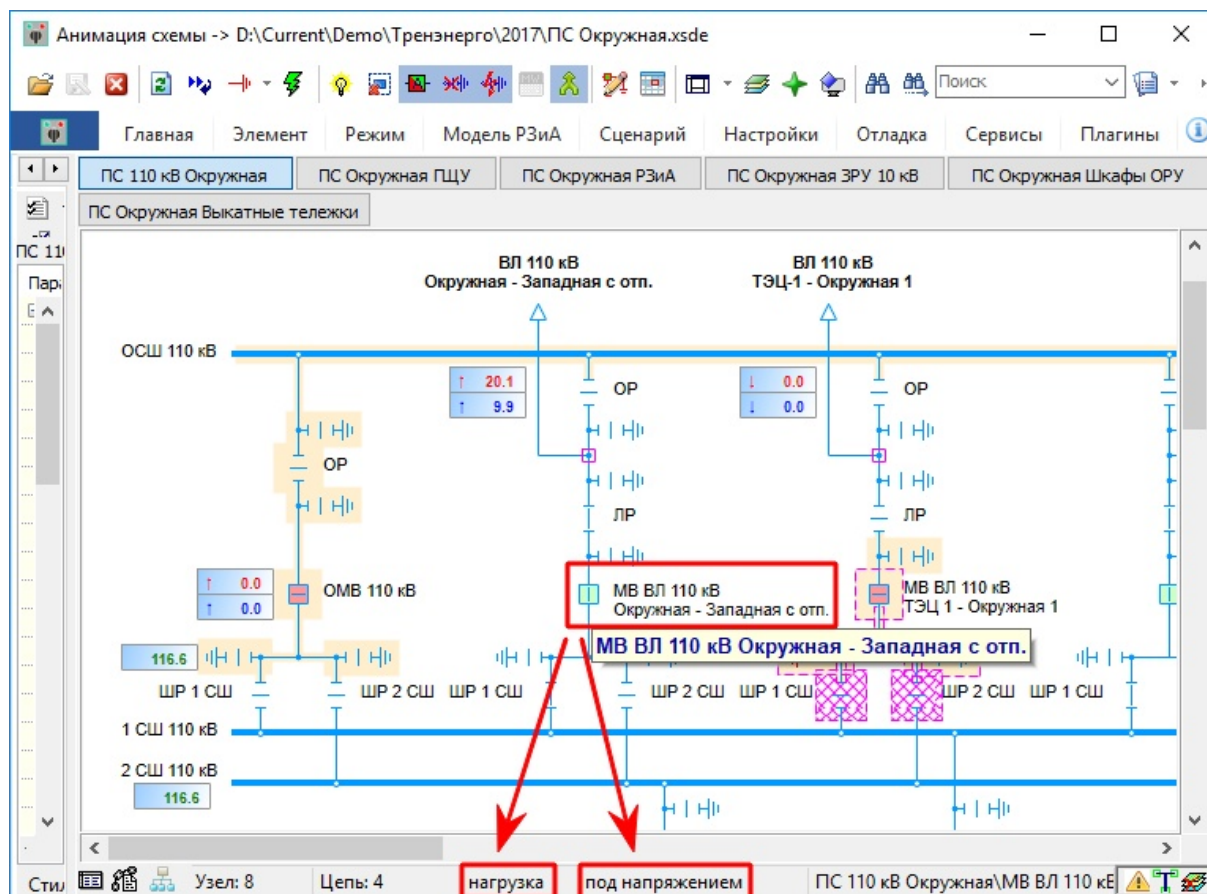 Анимация схемы -> D:\Current\Demo\Тренэнерго\2017\ПС Окружная.xsde
Поиск
Главная Элемент Режим Модель РЗиА Сценарий Настройки Отладка Сервисы Плагины
ПС 110 кВ Окружная ПС Окружная ГЩУ ПС Окружная РЗиА ПС Окружная ЗРУ 10 кВ ПС Окружная Шкафы ОРУ
ПС Окружная Выкатные тележки
ПС 110
Пара
ВЛ 110 кВ
Окружная - Западная с отп.
ВЛ 110 кВ
ТЭЦ-1 - Окружная 1
ОСШ 110 кВ
↑ 20.1
↑ 9.9
ОР
↓ 0.0
↓ 0.0
ОР
ОР
ЛР
ЛР
↑ 0.0
↑ 0.0
ОМВ 110 кВ
МВ ВЛ 110 кВ
Окружная - Западная с отп.
МВ ВЛ 110 кВ
ТЭЦ 1 - Окружная 1
МВ ВЛ 110 кВ Окружная - Западная с отп.
116.6
ШР 1 СШ ШР 2 СШ ШР 1 СШ ШР 2 СШ ШР 1 СШ ШР 2 СШ ШР 1 СШ
1 СШ 110 кВ
2 СШ 110 кВ
116.6
Стил
Узел: 8 Цепь: 4 нагрузка под напряжением ПС 110 кВ Окружная\МВ ВЛ 110 кВ